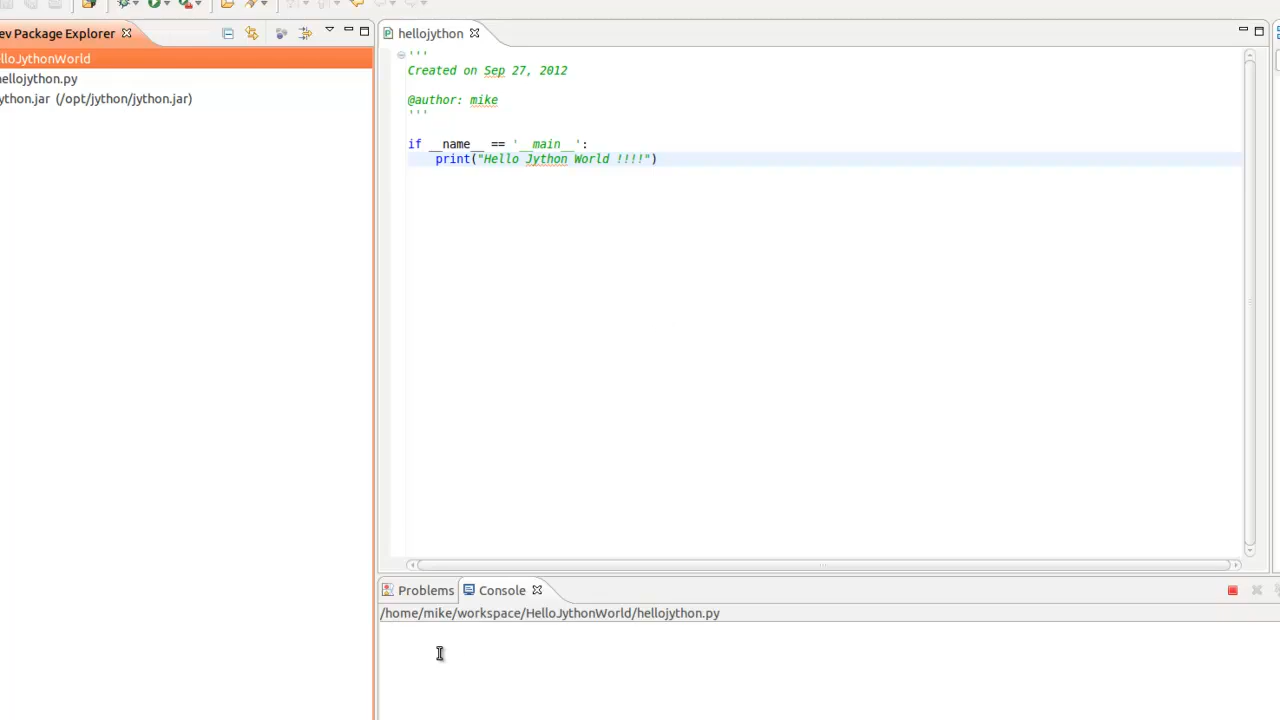 ev Package Explorer
lloJythonWorld
ellojython.py
ython.jar (/opt/jython/jython.jar)
hellojython
'''
Created on Sep 27, 2012
@author: mike
'''
if __name__ == '__main__':
print("Hello Jython World !!!!")
Problems
Console
/home/mike/workspace/HelloJythonWorld/hellojython.py